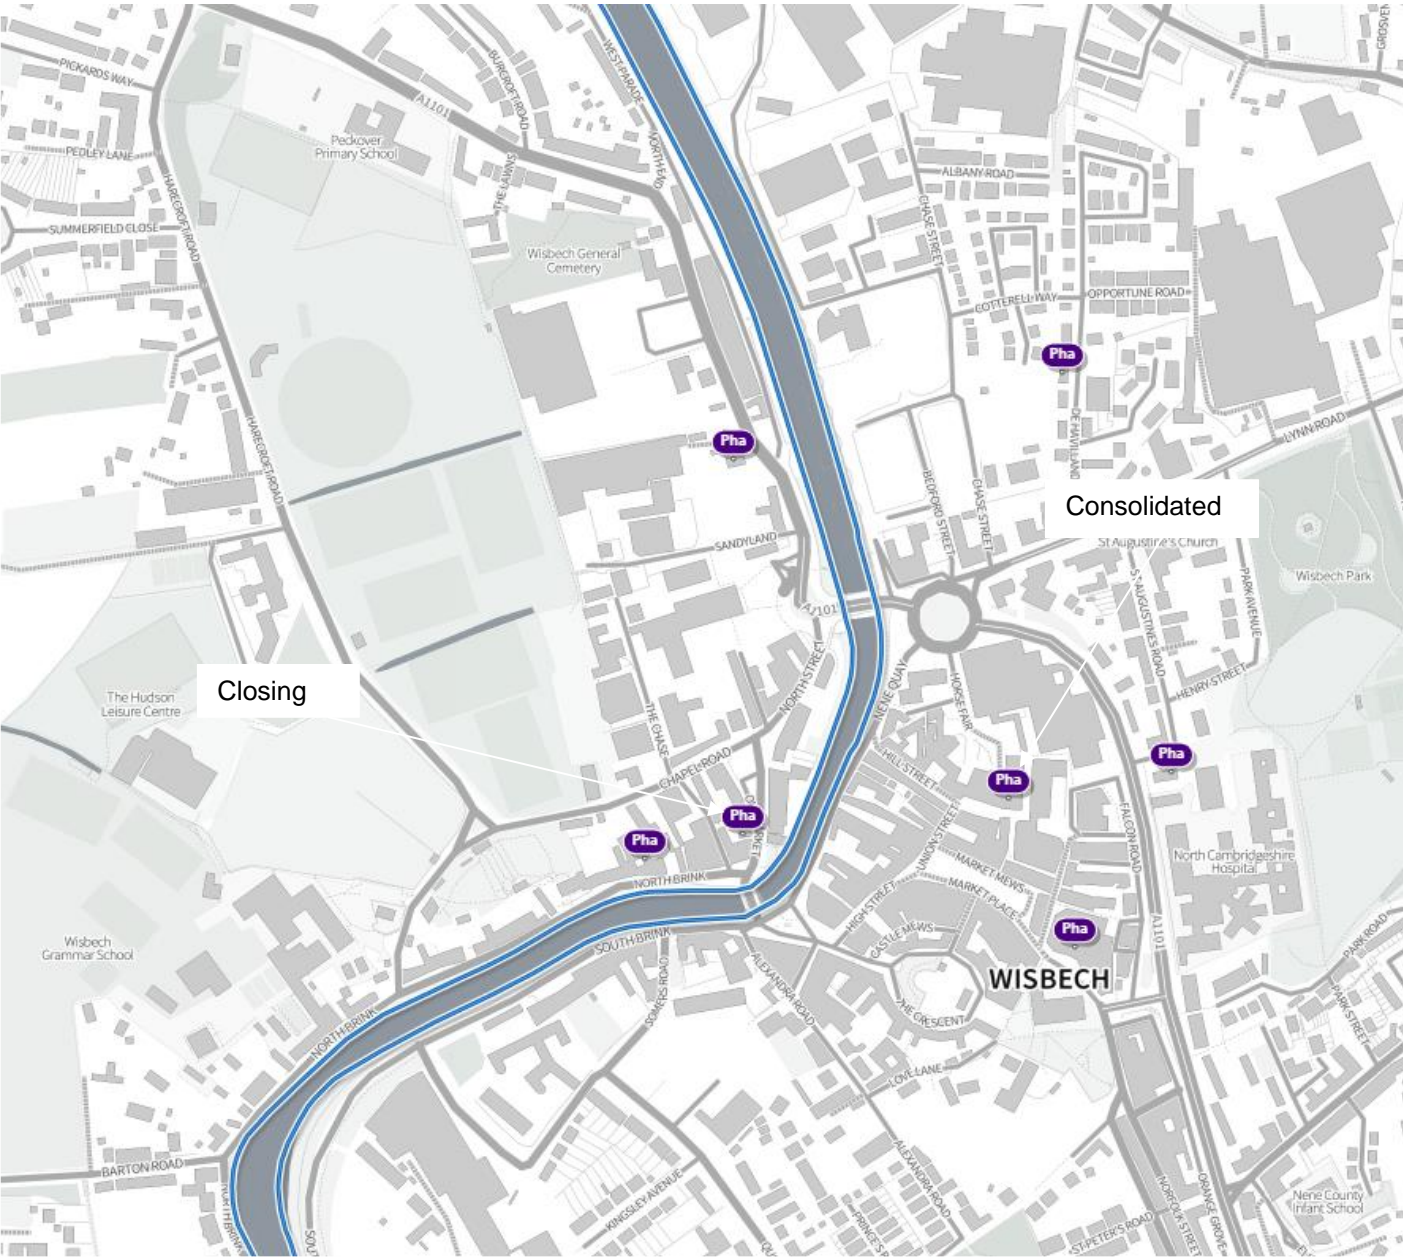 PICKARDS WAY
PEDLEY LANE
SUMMERFIELD CLOSE
HARECROFT ROAD
Peckover
Primary School
A1101
BURCROFT ROAD
THE LAWNS
WEST PARADE
NORTH END
Wisbech General
Cemetery
ALBANY ROAD
CHASE STREET
COTTERELL WAY
OPPORTUNE ROAD
Pha
LYNN ROAD
HARECROFT ROAD
Pha
BEDFORD STREET
CHASE STREET
Consolidated
St Augustine's Church
SANDYLAND
A1101
ST AUGUSTINES ROAD
PARK AVENUE
Wisbech Park
Closing
The Hudson
Leisure Centre
THE CHASE
NORTH STREET
NENE QUAY
HORSE FAIR
HENRY STREET
CHAPEL ROAD
HILL STREET
Pha
Pha
Pha
Pha
UNION STREET
FALCON ROAD
MARKET MEWS
MARKET PLACE
North Cambridgeshire
Hospital
NORTH BRINK
HIGH STREET
CASTLE MEWS
Pha
A1101
SOUTH BRINK
Wisbech
Grammar School
ALEXANDRA ROAD
SOMERS ROAD
WISBECH
THE CRESCENT
PARK ROAD
PARK STREET
NORTH BRINK
LOVE LANE
BARTON ROAD
NORTH BRINK
KINGSLEY AVENUE
ALEXANDRA ROAD
ST PETER'S ROAD
NORFOLK STREET
ORANGE GROVE
Nene County
Infant School